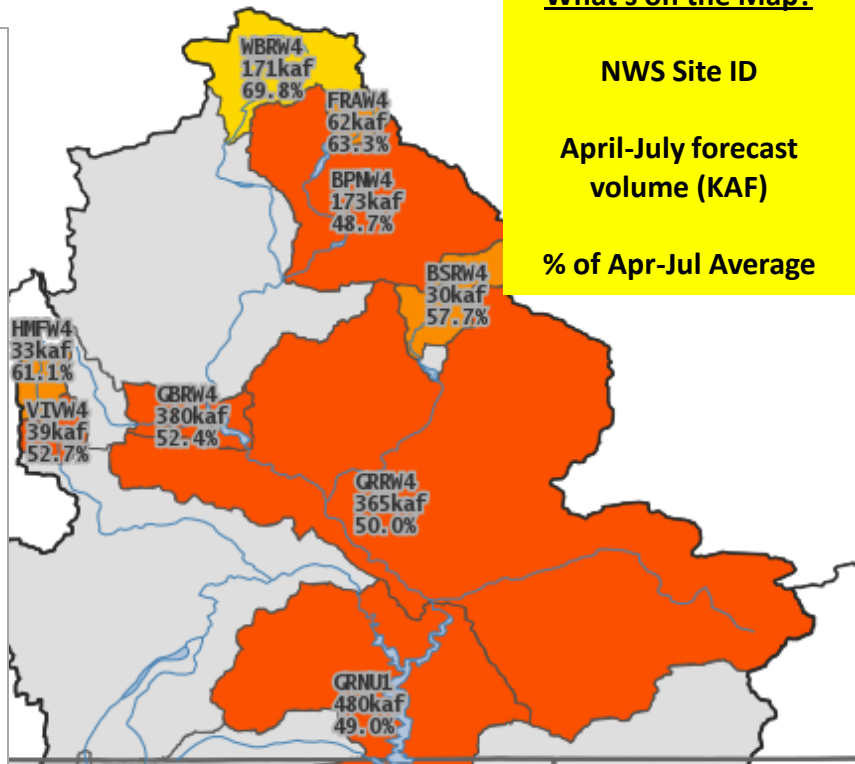 What's on the Map?
NWS Site ID
April-July forecast
volume (KAF)
% of Apr-Jul Average
WBRW4
171kaf
69.8%
FRAW4
62kaf
63.3%
BPNW4
173kaf
48.7%
BSRW4
30kaf
57.7%
HMFW4
33kaf
61.1%
VIVW4
39kaf
52.7%
GBRW4
380kaf
52.4%
GRRW4
365kaf
50.0%
GRNU1
480kaf
49.0%